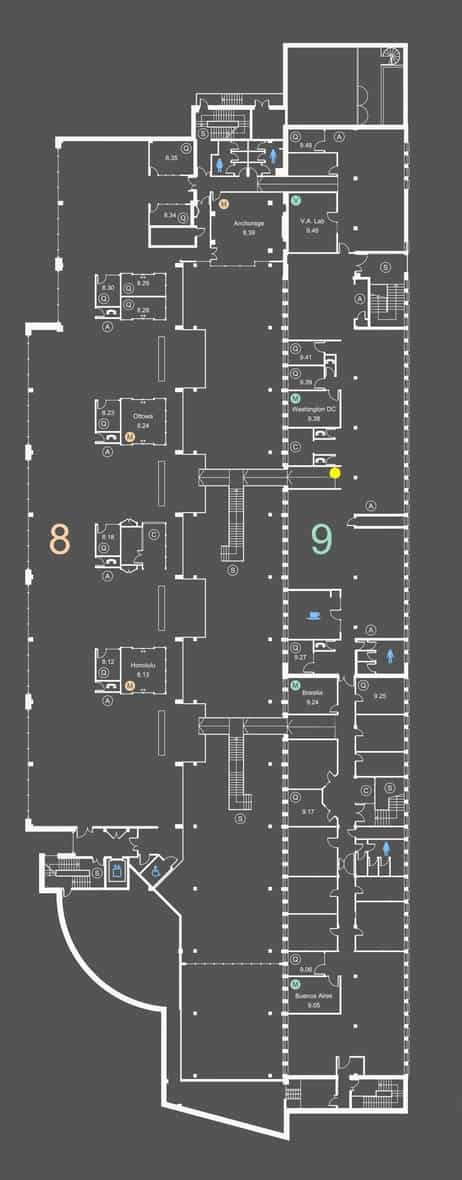 S
Q
9.49
A
Q
8.35
M
M
Anchorage
8.39
V.A. Lab
9.46
8.34
Q
S
8.30
Q
8.29
Q
Q
8.28
A
A
Q
9.41
Q
9.39
M
Washington DC
9.38
8.23
Q
Ottowa
8.24
M
A
C
A
8
9
8.18
Q
C
A
S
A
Q
9.27
8.12
Q
Honolulu
8.13
M
A
M
Brasilia
9.24
Q
9.25
S
Q
9.17
C
S
S
Q
9.06
M
Buenos Aires
9.05